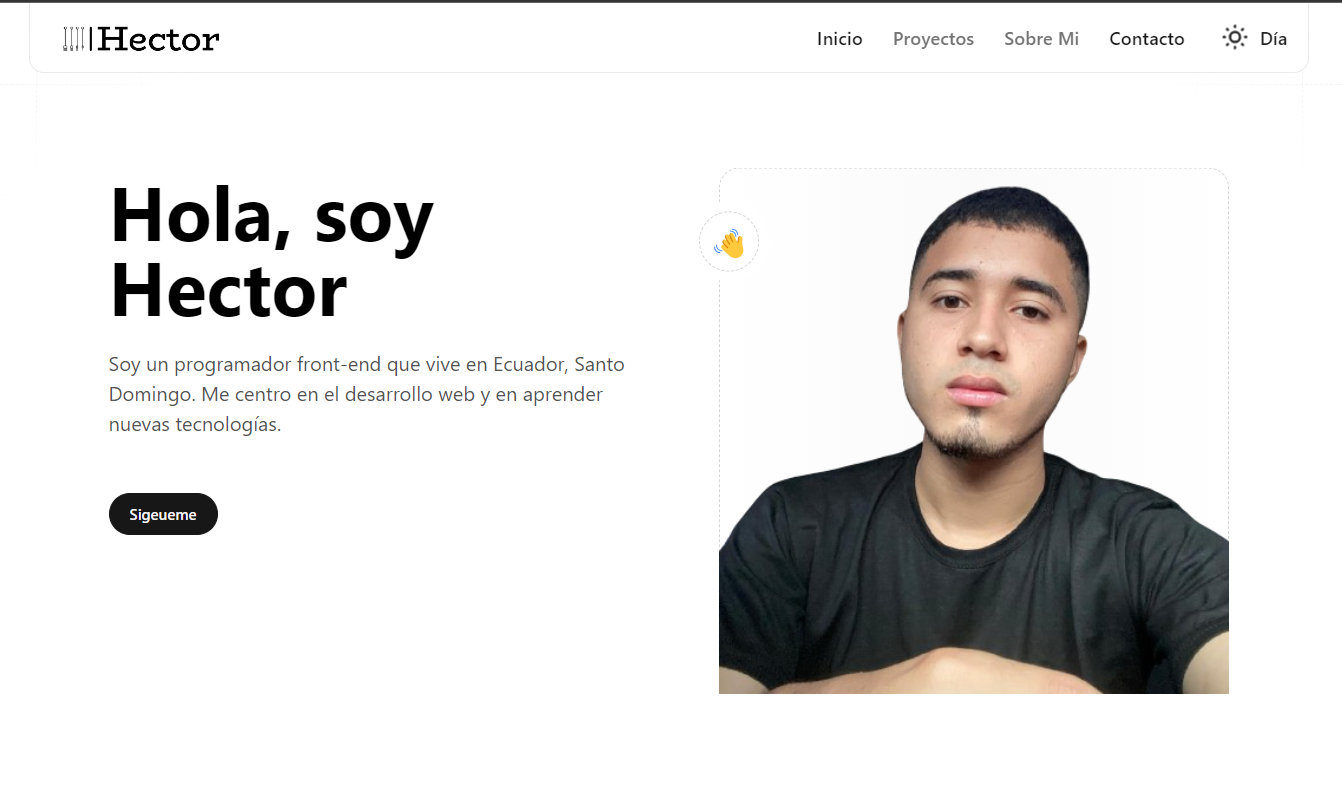 Hector
Inicio Proyectos Sobre Mi Contacto Día
Hola, soy
Hector
Soy un programador front-end que vive en Ecuador, Santo
Domingo. Me centro en el desarrollo web y en aprender
nuevas tecnologías.
Sigeueme